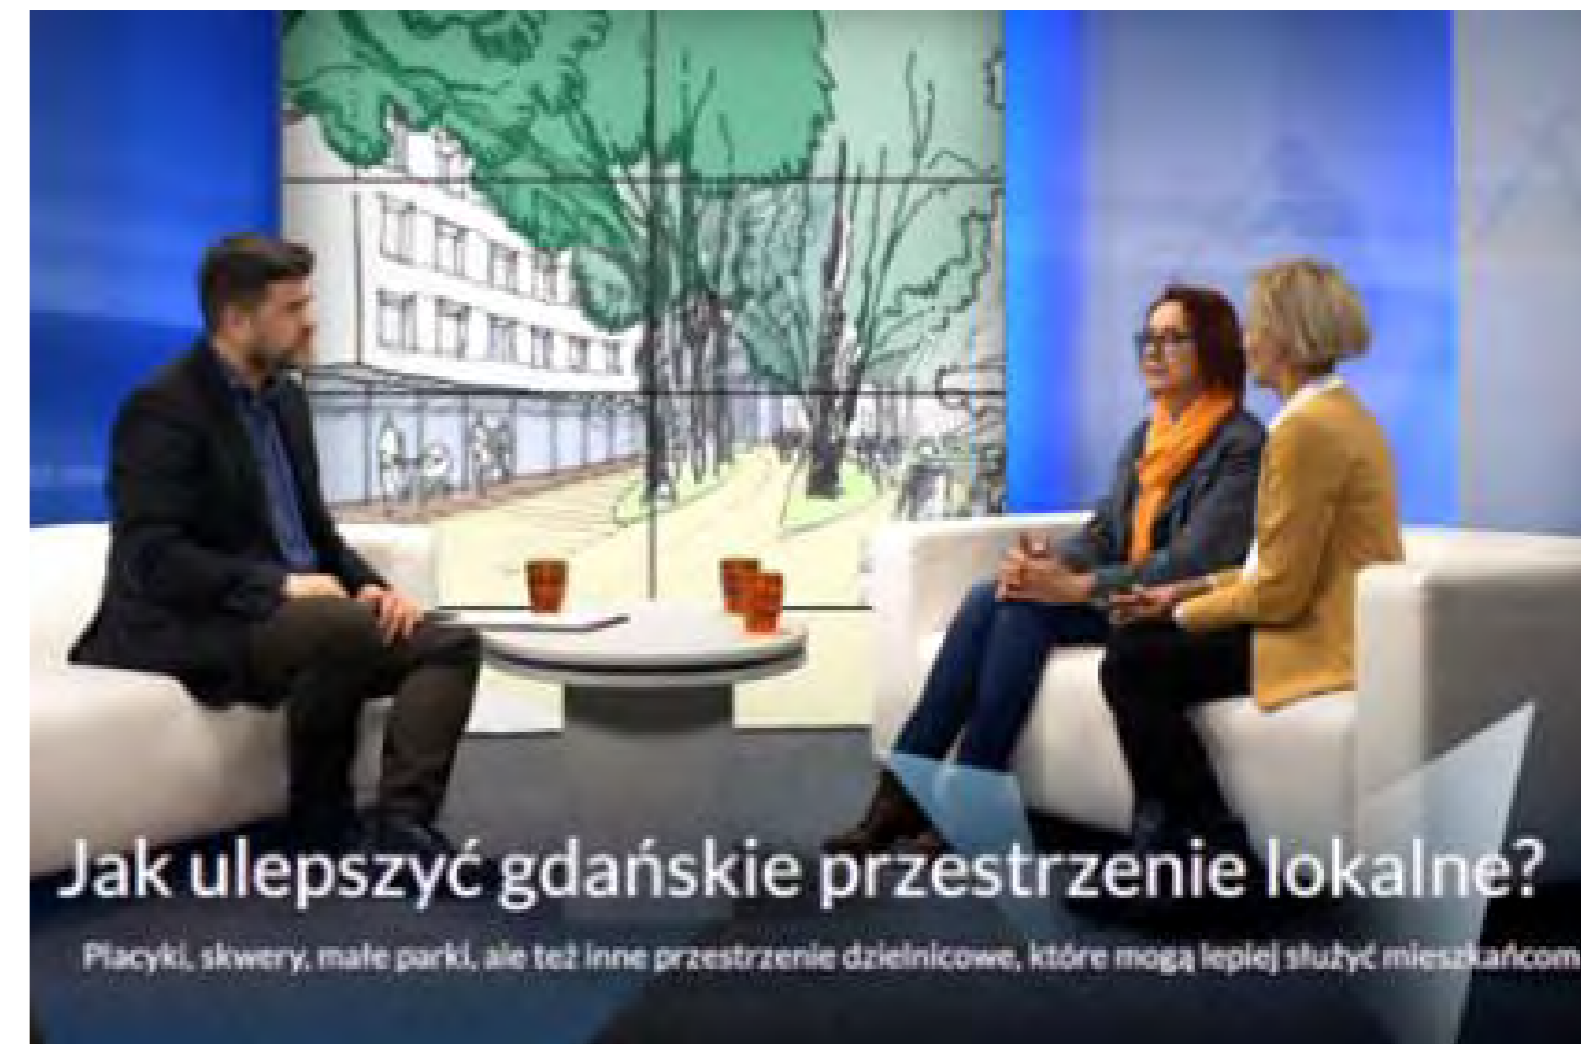 Jak ulepszyć gdańskie przestrzenie lokalne?
Placyki, skwery, małe parki, ale też inne przestrzenie dzielnicowe, które mogą lepiej służyć mieszkańcom